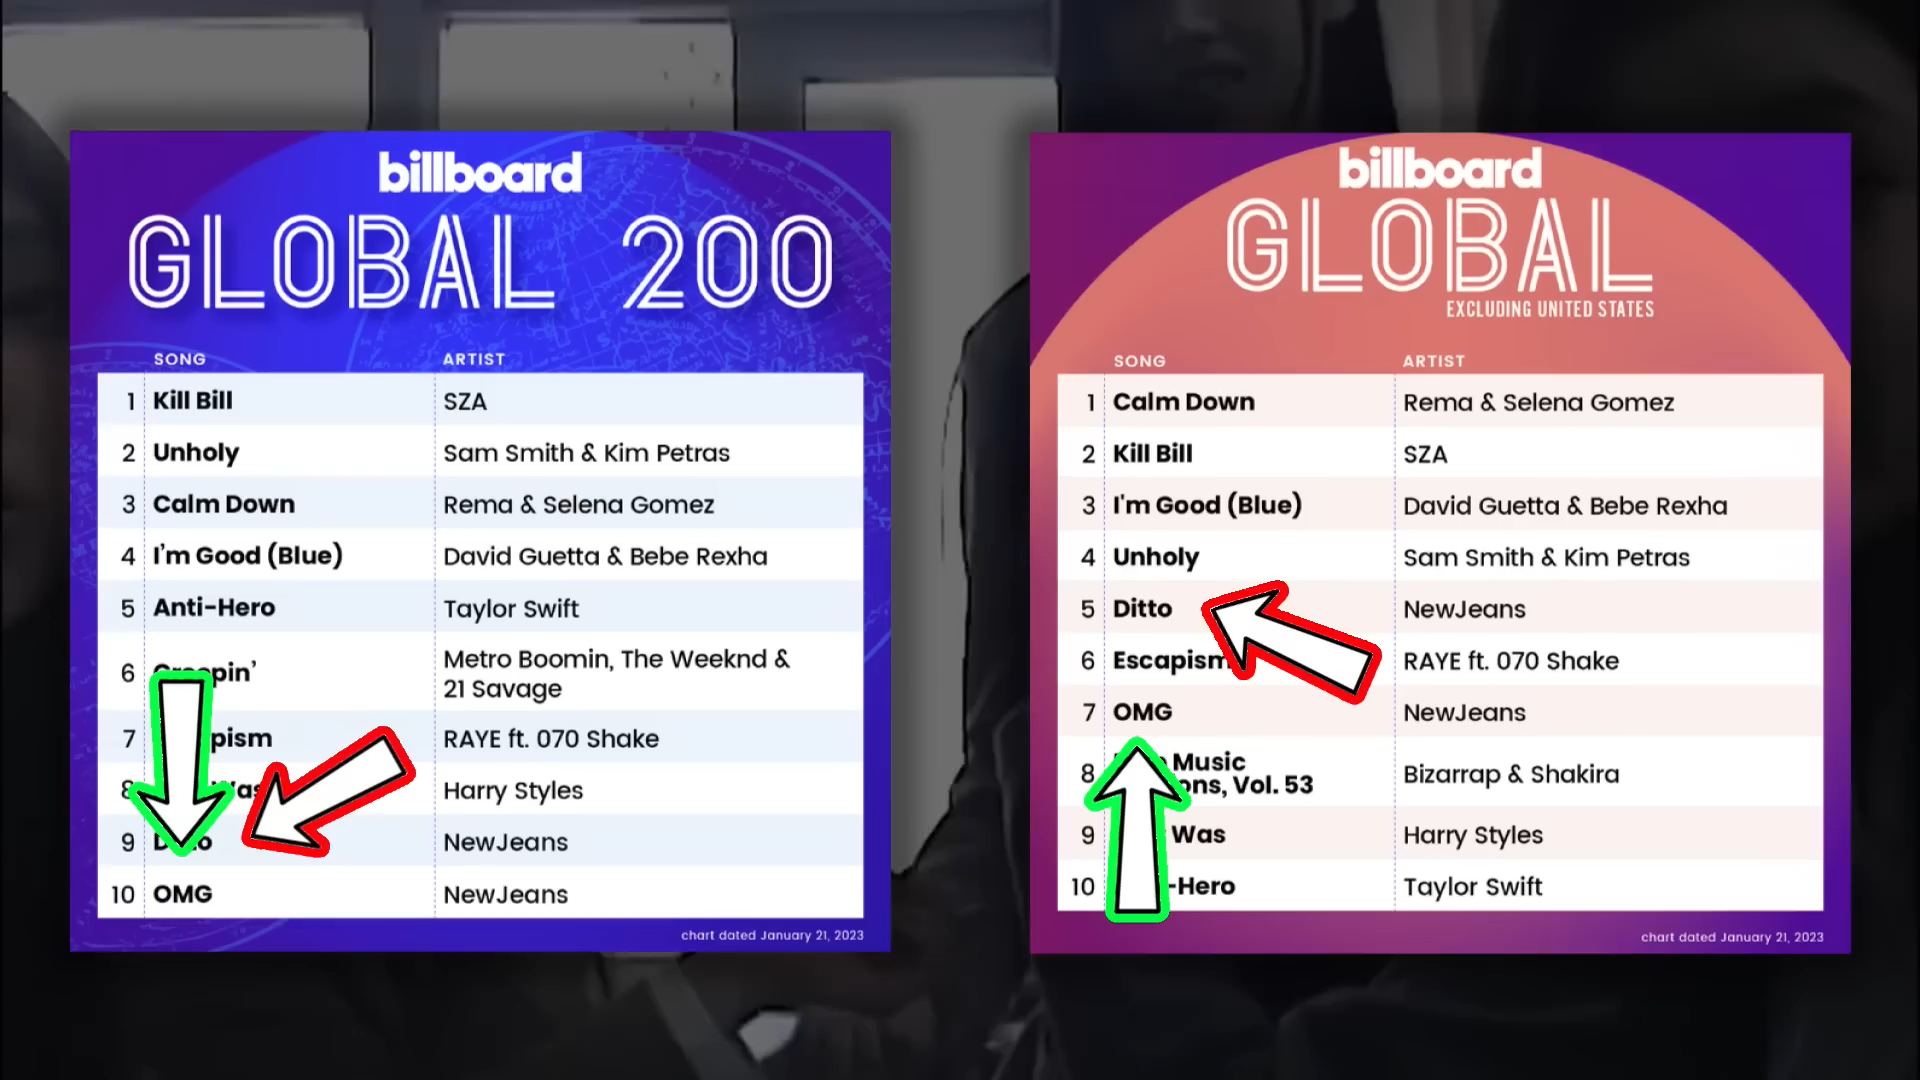 billboard
GLOBAL 200
SONG ARTIST
1 Kill Bill SZA
2 Unholy Sam Smith & Kim Petras
3 Calm Down Rema & Selena Gomez
4 I'm Good (Blue) David Guetta & Bebe Rexha
5 Anti-Hero Taylor Swift
6 Metro Boomin, The Weeknd &
21 Savage
7 RAYE ft. 070 Shake
8 Harry Styles
9 NewJeans
10 OMG NewJeans
chart dated January 21, 2023
billboard
GLOBAL
EXCLUDING UNITED STATES
SONG ARTIST
1 Calm Down Rema & Selena Gomez
2 Kill Bill SZA
3 I'm Good (Blue) David Guetta & Bebe Rexha
4 Unholy Sam Smith & Kim Petras
5 Ditto NewJeans
6 Escapism RAYE ft. 070 Shake
7 OMG NewJeans
8 Music
Vol. 53 Bizarrap & Shakira
9 Was Harry Styles
10 -Hero Taylor Swift
chart dated January 21, 2023